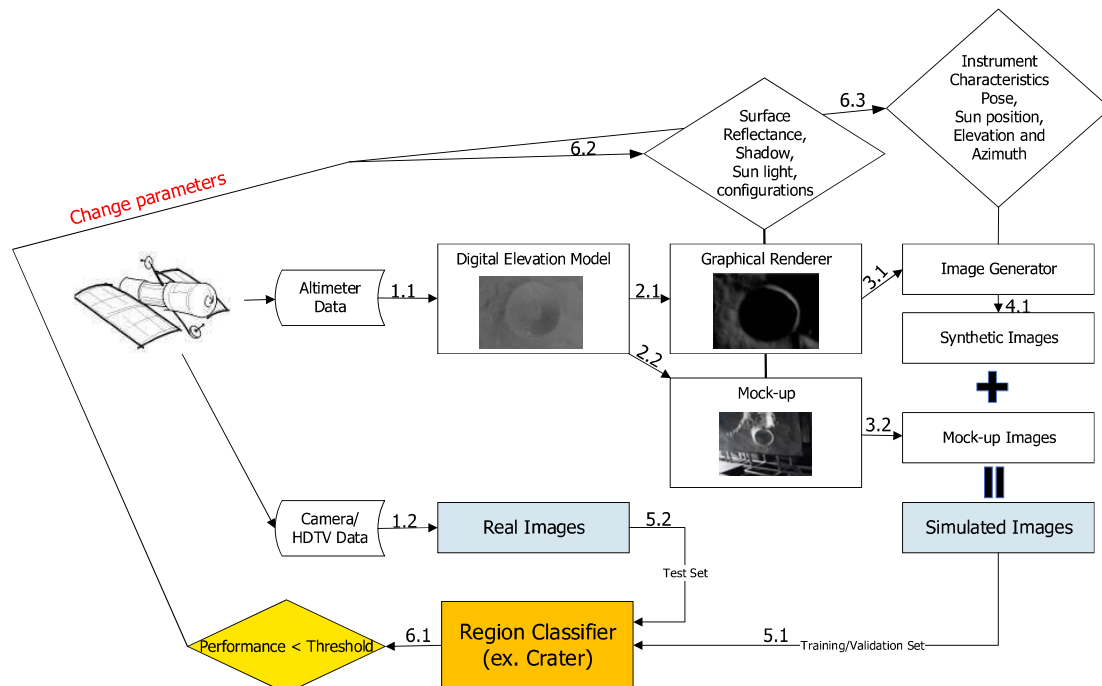 Instrument
Characteristics
Pose,
Sun position,
Elevation and
Azimuth
6.3
Surface
Reflectance,
Shadow,
Sun light,
configurations
6.2
Change parameters
Altimeter
Data
1.1
Digital Elevation Model
2.1
2.2
Graphical Renderer
3.1
Image Generator
4.1
Synthetic Images
Mock-up
3.2
Mock-up Images
Camera/
HDTV Data
1.2
Real Images
5.2
Simulated Images
Test Set
Performance < Threshold
6.1
Region Classifier
(ex. Crater)
5.1
Training/Validation Set